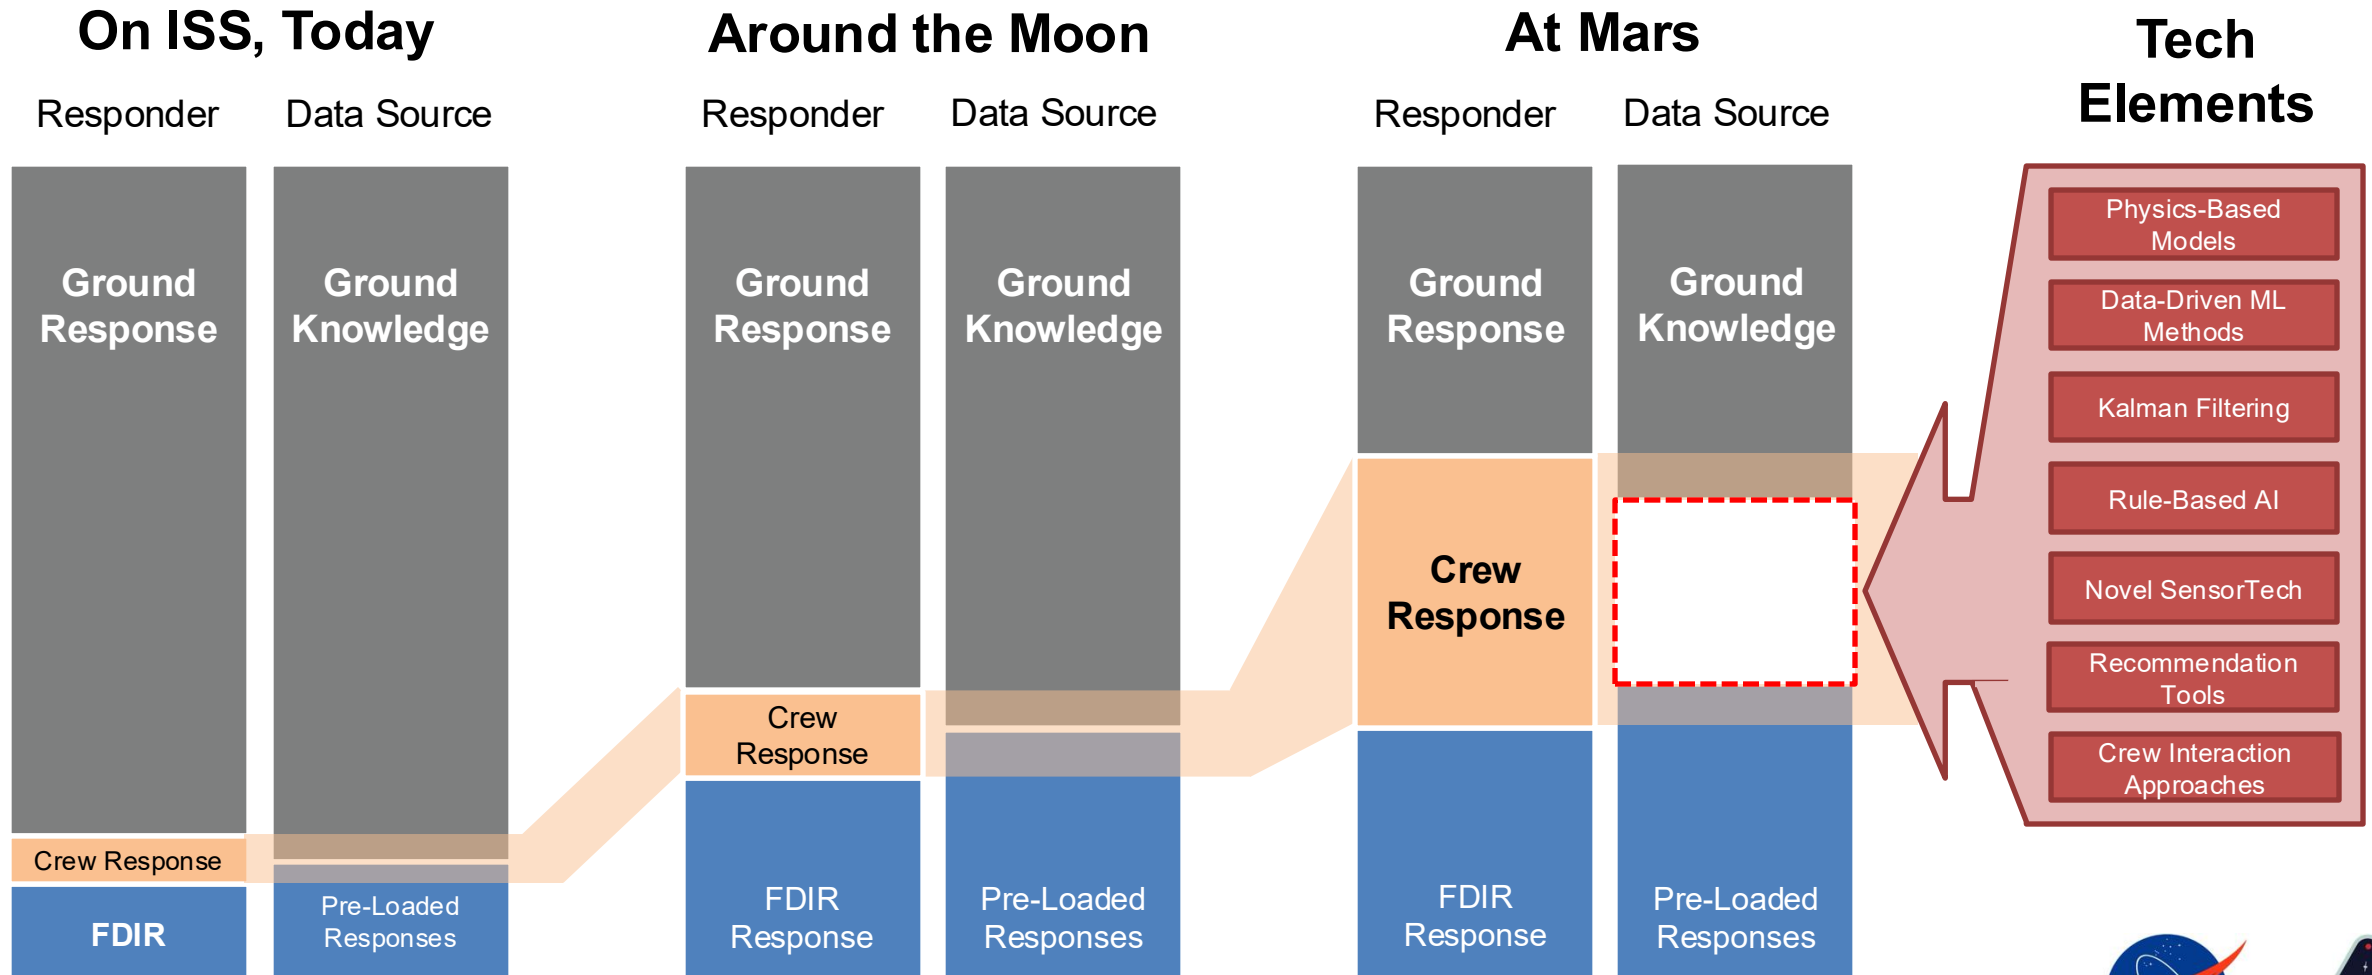 On ISS, Today
Responder
Data Source
Ground
Response
Ground
Knowledge
Crew Response
FDIR
Pre-Loaded
Responses
Around the Moon
Responder
Data Source
Ground
Response
Ground
Knowledge
Crew
Response
FDIR
Response
Pre-Loaded
Responses
At Mars
Responder
Data Source
Ground
Response
Ground
Knowledge
Crew
Response
FDIR
Response
Pre-Loaded
Responses
Tech
Elements
Physics-Based
Models
Data-Driven ML
Methods
Kalman Filtering
Rule-Based AI
Novel SensorTech
Recommendation
Tools
Crew Interaction
Approaches